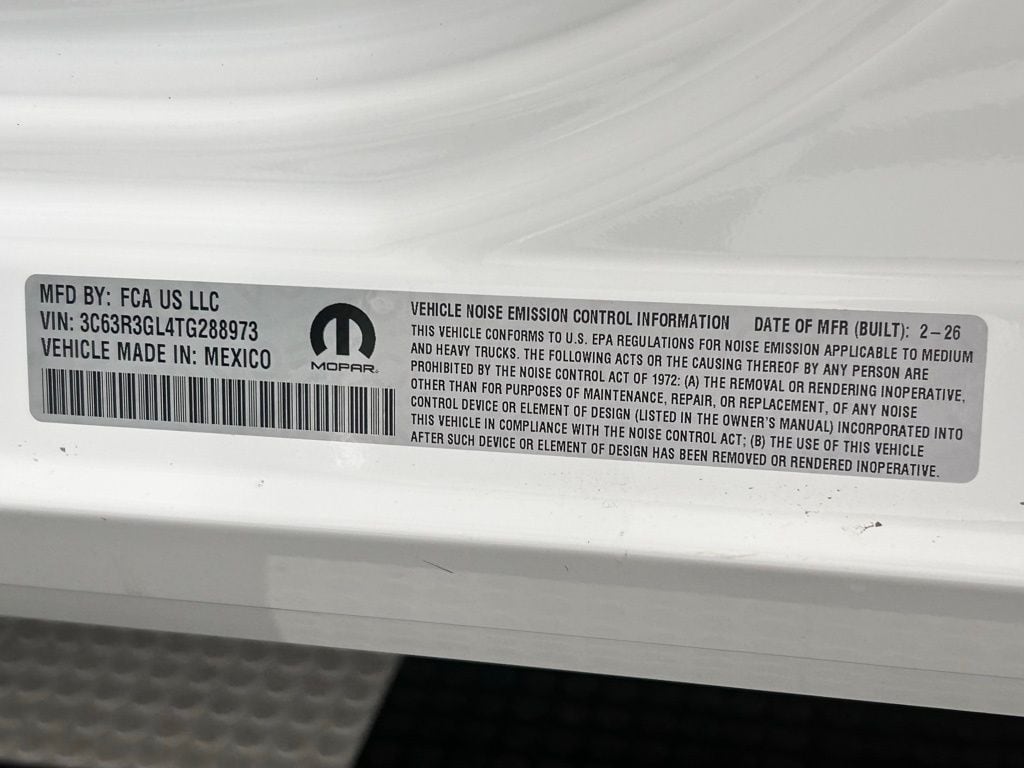 MFD BY: FCA US LLC
VIN: 3C63R3GL4TG288973
VEHICLE MADE IN: MEXICO
MOPAR®
VEHICLE NOISE EMISSION CONTROL INFORMATION DATE OF MFR (BUILT): 2-26
THIS VEHICLE CONFORMS TO U.S. EPA REGULATIONS FOR NOISE EMISSION APPLICABLE TO MEDIUM
AND HEAVY TRUCKS. THE FOLLOWING ACTS OR THE CAUSING THEREOF BY ANY PERSON ARE
PROHIBITED BY THE NOISE CONTROL ACT OF 1972: (A) THE REMOVAL OR RENDERING INOPERATIVE,
OTHER THAN FOR PURPOSES OF MAINTENANCE, REPAIR, OR REPLACEMENT, OF ANY NOISE
CONTROL DEVICE OR ELEMENT OF DESIGN (LISTED IN THE OWNER'S MANUAL) INCORPORATED INTO
THIS VEHICLE IN COMPLIANCE WITH THE NOISE CONTROL ACT; (B) THE USE OF THIS VEHICLE
AFTER SUCH DEVICE OR ELEMENT OF DESIGN HAS BEEN REMOVED OR RENDERED INOPERATIVE.